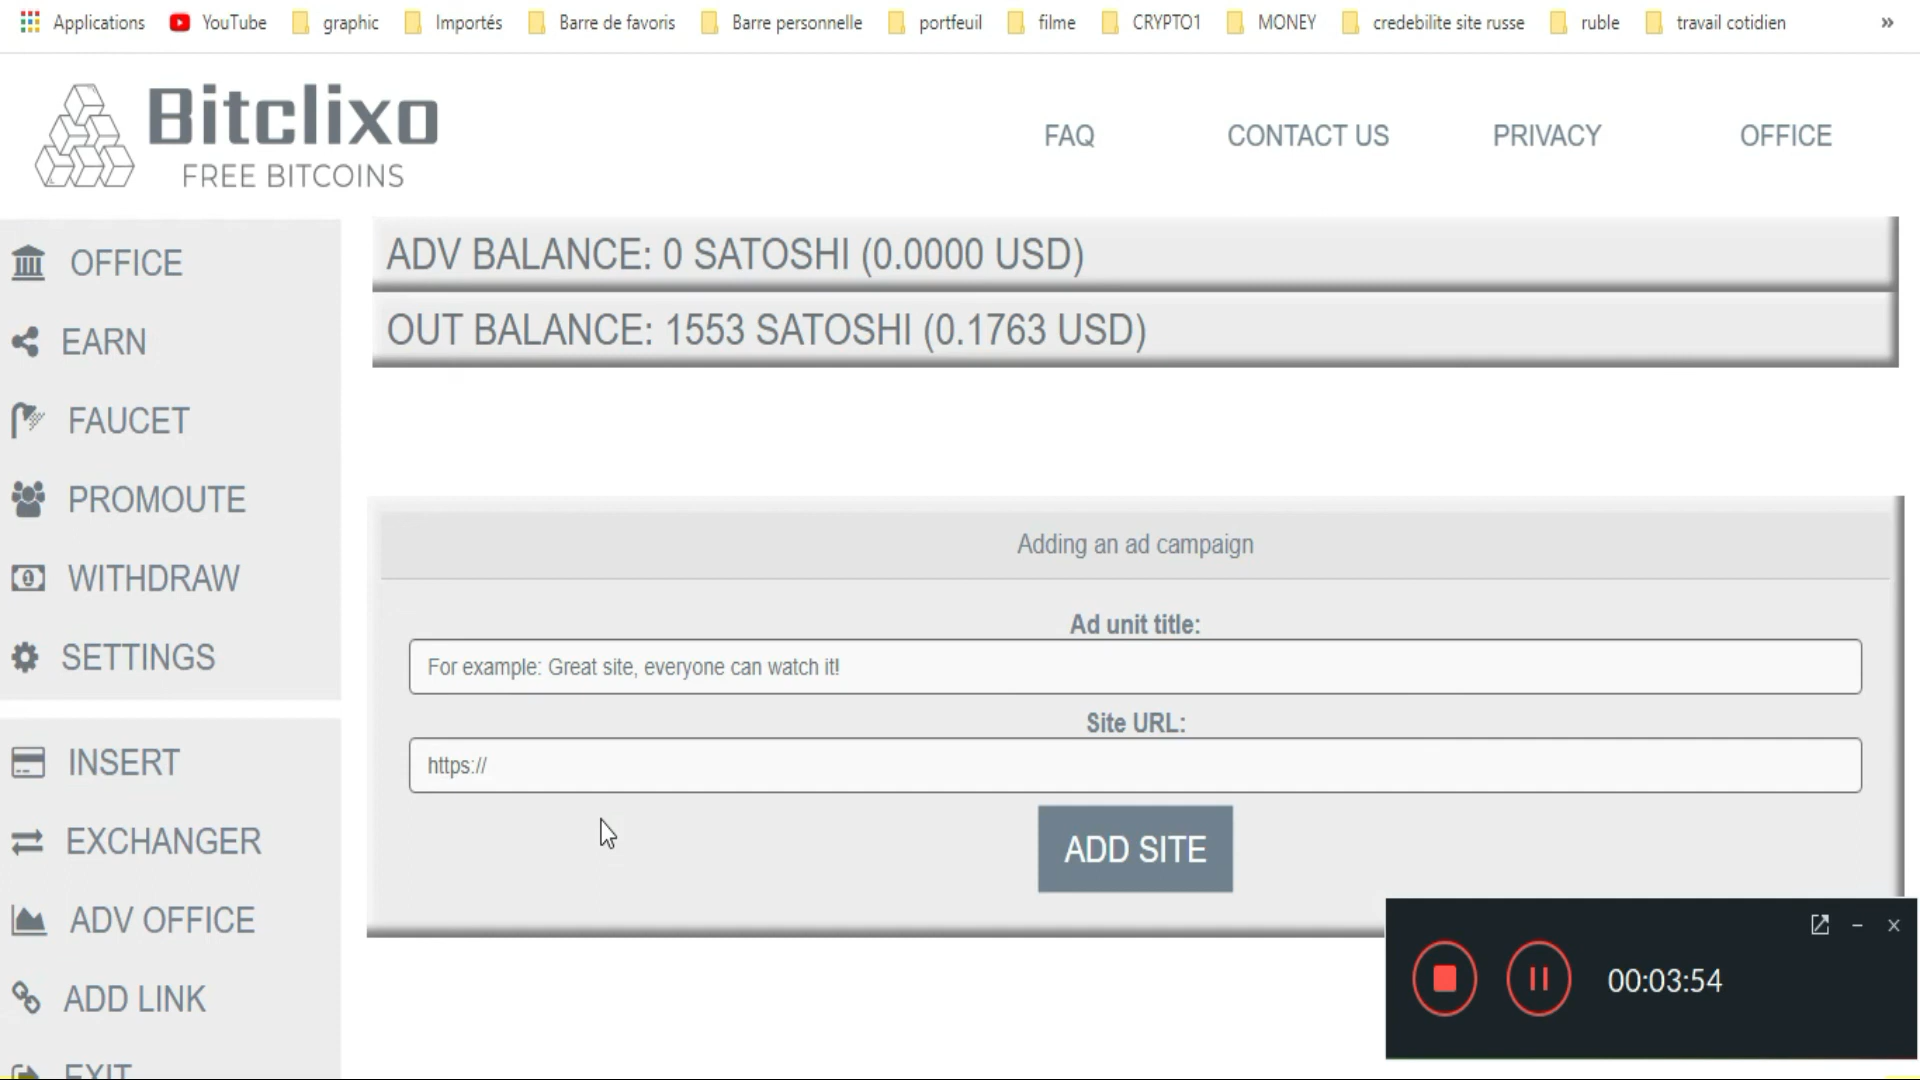 Applications YouTube graphic Importés Barre de favoris Barre personnelle portfeuil filme CRYPTO1 MONEY credebilite site russe ruble travail cotidien »
Bitclixo
FREE BITCOINS
FAQ CONTACT US PRIVACY OFFICE
OFFICE
EARN
FAUCET
PROMOUTE
WITHDRAW
SETTINGS
INSERT
EXCHANGER
ADV OFFICE
ADD LINK
EXIT
ADV BALANCE: 0 SATOSHI (0.0000 USD)
OUT BALANCE: 1553 SATOSHI (0.1763 USD)
Adding an ad campaign
Ad unit title:
For example: Great site, everyone can watch it!
Site URL:
https://
ADD SITE
00:03:54